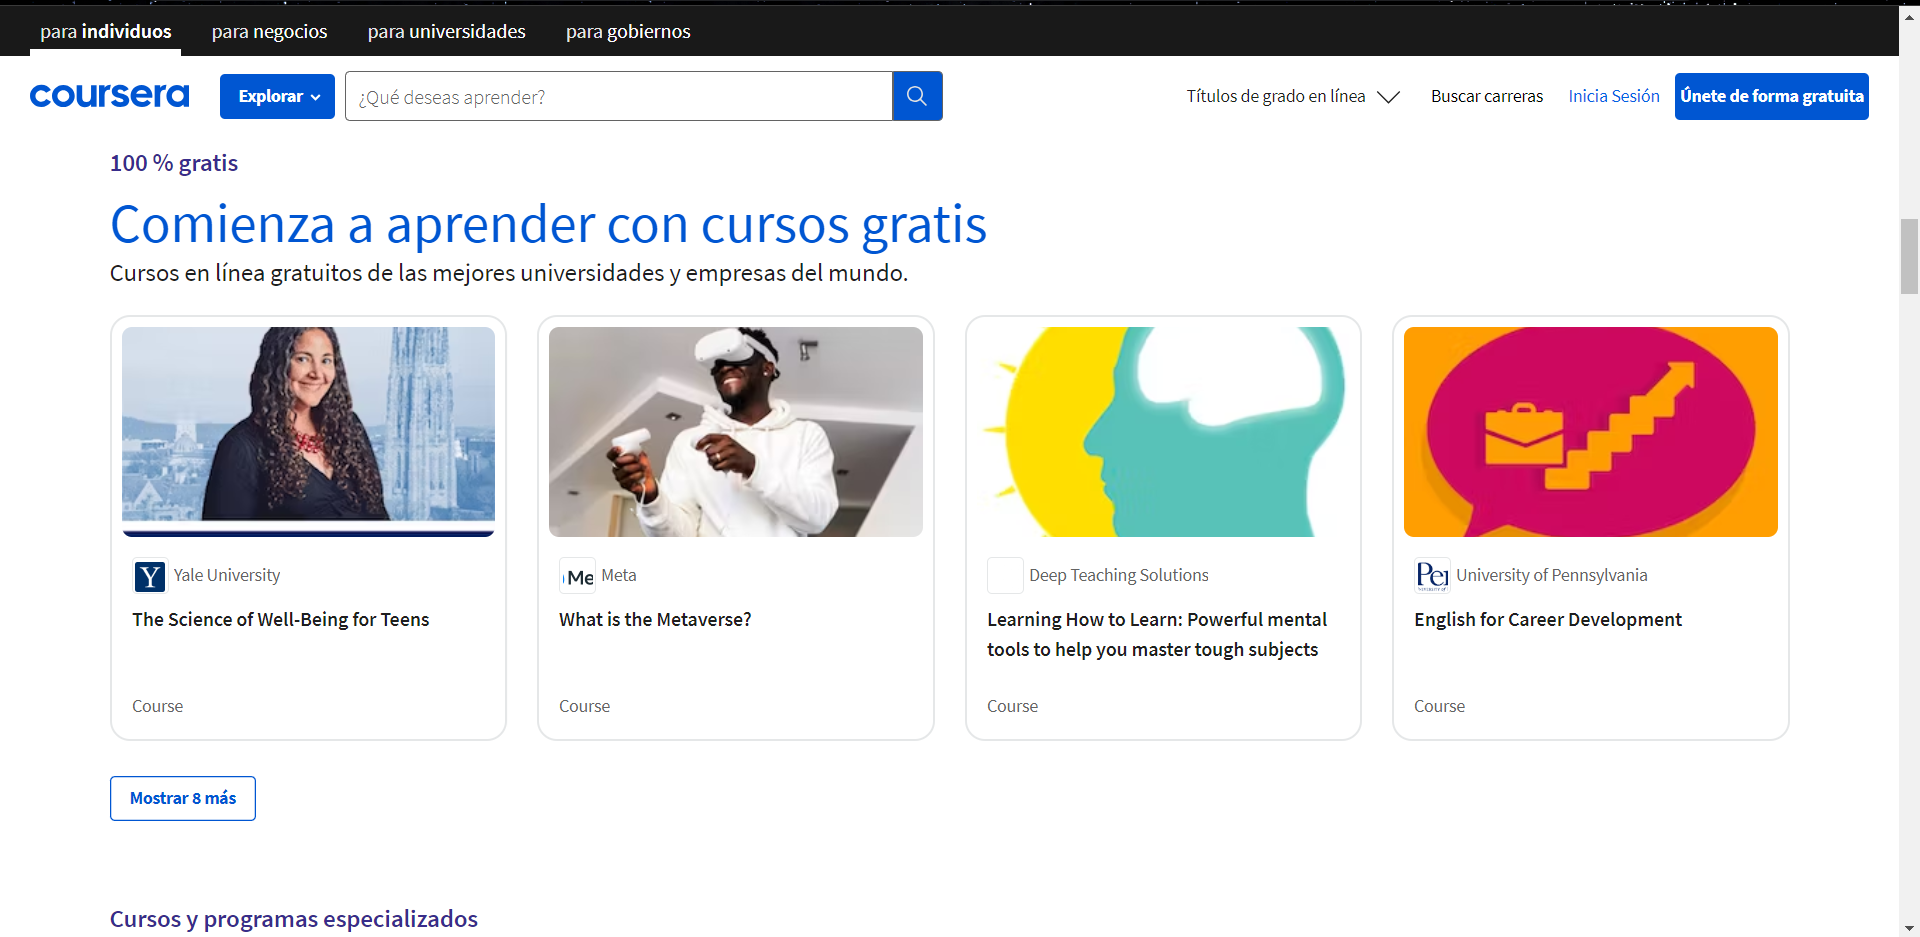 para individuos
para negocios
para universidades
para gobiernos
coursera
Explorar
¿Qué deseas aprender?
Títulos de grado en línea
Buscar carreras
Inicia Sesión
Únete de forma gratuita
100 % gratis
Comienza a aprender con cursos gratis
Cursos en línea gratuitos de las mejores universidades y empresas del mundo.
Y Yale University
The Science of Well-Being for Teens
Course
Me Meta
What is the Metaverse?
Course
Deep Teaching Solutions
Learning How to Learn: Powerful mental
tools to help you master tough subjects
Course
University of Pennsylvania
English for Career Development
Course
Mostrar 8 más
Cursos y programas especializados